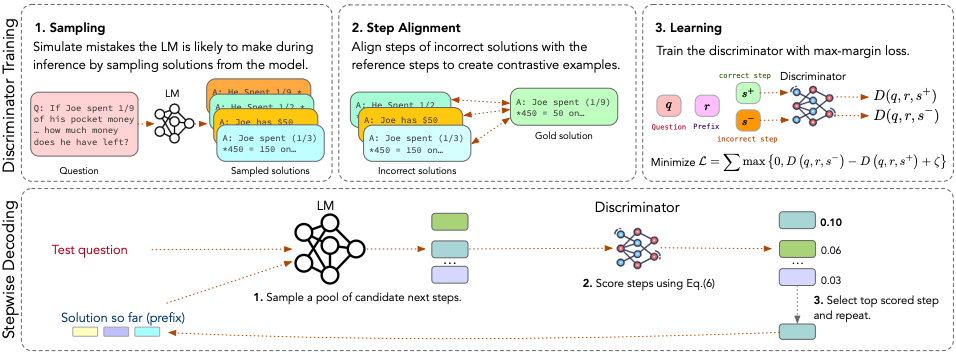 Discriminator Training
1. Sampling
Simulate mistakes the LM is likely to make during
inference by sampling solutions from the model.
Q: If Joe spent 1/9
of his pocket money
… how much money
does he have left?
Question
LM
A: He Spent 1/9 *
A: He Spent 1/2 *
A: Joe has $50
A: Joe spent (1/3)
*450 = 150 on…
Sampled solutions
2. Step Alignment
Align steps of incorrect solutions with the
reference steps to create contrastive examples.
A: He Spent 1/2
A: Joe has $50
A: Joe spent (1/3)
*450 = 150 on…
Incorrect solutions
A: Joe spent (1/9)
*450 = 50 on…
Gold solution
3. Learning
Train the discriminator with max-margin loss.
correct step
Discriminator
q
r
s+
s-
Question
Prefix
incorrect step
D(q, r, s+)
D(q, r, s−)
Minimize L = ∑ max {0, D (q, r, s−) − D (q, r, s+) + ζ}
Stepwise Decoding
Test question
Solution so far (prefix)
LM
1. Sample a pool of candidate next steps.
...
Discriminator
2. Score steps using Eq.(6)
0.10
0.06
...
0.03
3. Select top scored step
and repeat.